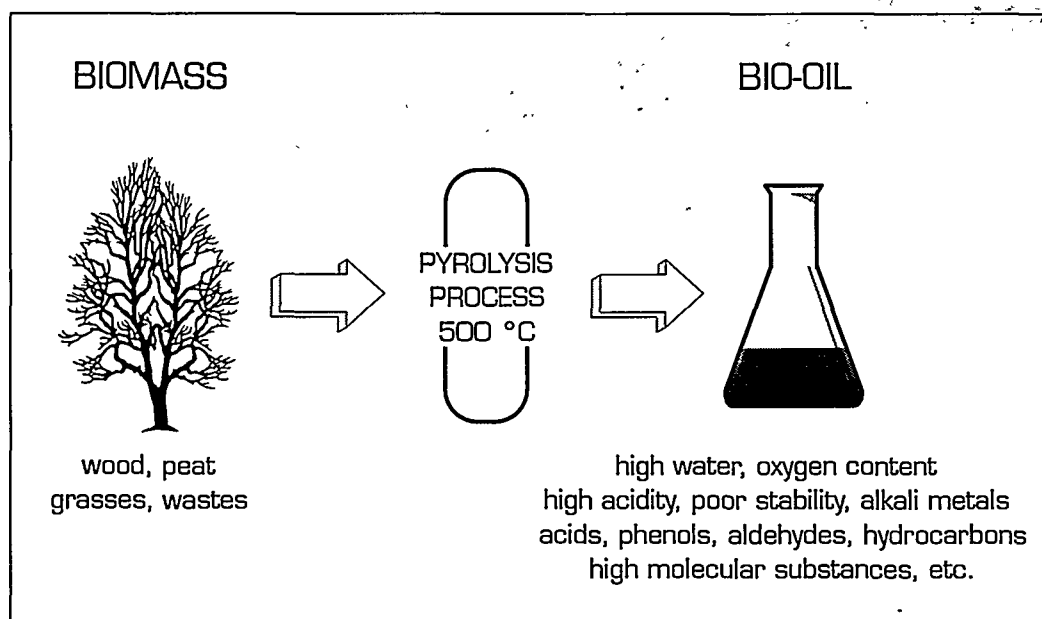 BIOMASS
BIO-OIL
PYROLYSIS
PROCESS
500 °C
wood, peat
grasses, wastes
high water, oxygen content
high acidity, poor stability, alkali metals
acids, phenols, aldehydes, hydrocarbons
high molecular substances, etc.